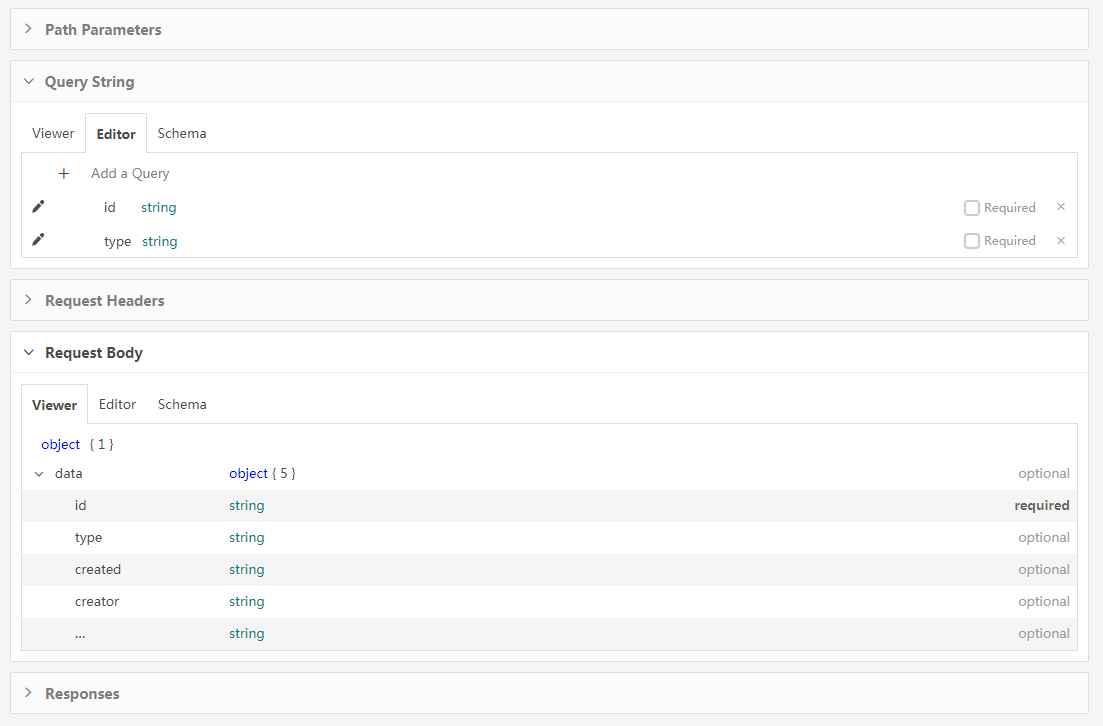 Path Parameters
Query String
Viewer Editor Schema
+ Add a Query
id string Required ×
type string Required ×
Request Headers
Request Body
Viewer Editor Schema
object { 1 }
data object { 5 } optional
id string required
type string optional
created string optional
creator string optional
... string optional
Responses